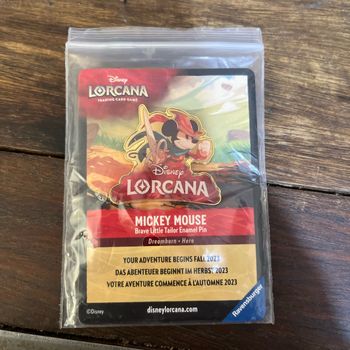 Disney
LORCANA
TRADING CARD GAME
Disney
LORCANA
MICKEY MOUSE
Brave Little Tailor Enamel Pin
Dreamborn • Hero
YOUR ADVENTURE BEGINS FALL 2023
DAS ABENTEUER BEGINNT IM HERBST 2023
VOTRE AVENTURE COMMENCE À L'AUTOMNE 2023
©Disney
disneylorcana.com
Ravensburger